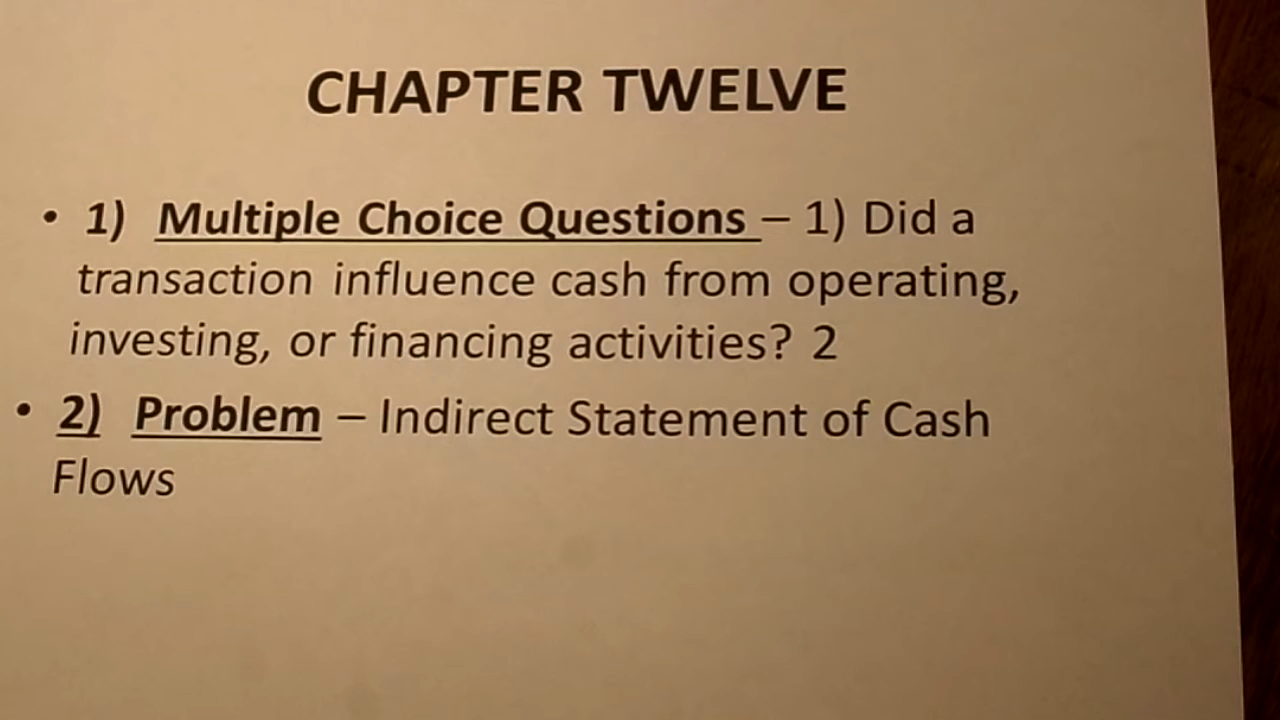 CHAPTER TWELVE
• 1) Multiple Choice Questions – 1) Did a
transaction influence cash from operating,
investing, or financing activities? 2
• 2) Problem – Indirect Statement of Cash
Flows